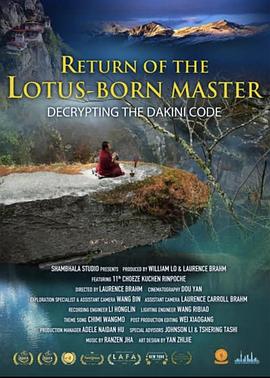 RETURN OF THE
LOTUS-BORN MASTER
DECRYPTING THE DAKINI CODE
SHAMBHALA STUDIO PRESENTS PRODUCED BY WILLIAM LO & LAURENCE BRAHM
FEATURING 11th CHOEZE KUCHEN RINPOCHE
DIRECTED BY LAURENCE BRAHM CINEMATOGRAPHY DOU YAN
EXPLORATION SPECIALIST & ASSISTANT CAMERA WANG BIN ASSISTANT CAMERA LAURENCE CARROLL BRAHM
RECORDING ENGINEER LI HONGLIN LIGHTING ENGINEER WANG RIBIAO
THEME SONG CHIMI WANGMO POST PRODUCTION EDITING WEI XIAOGANG
PRODUCTION MANAGER ADELE NAIDAN HU SPECIAL ADVISORS JOHNSON LI & TSHERING TASHI
MUSIC BY RANZEN JHA ART DESIGN BY YAN ZHIJIE
LAFA
NEW YORK